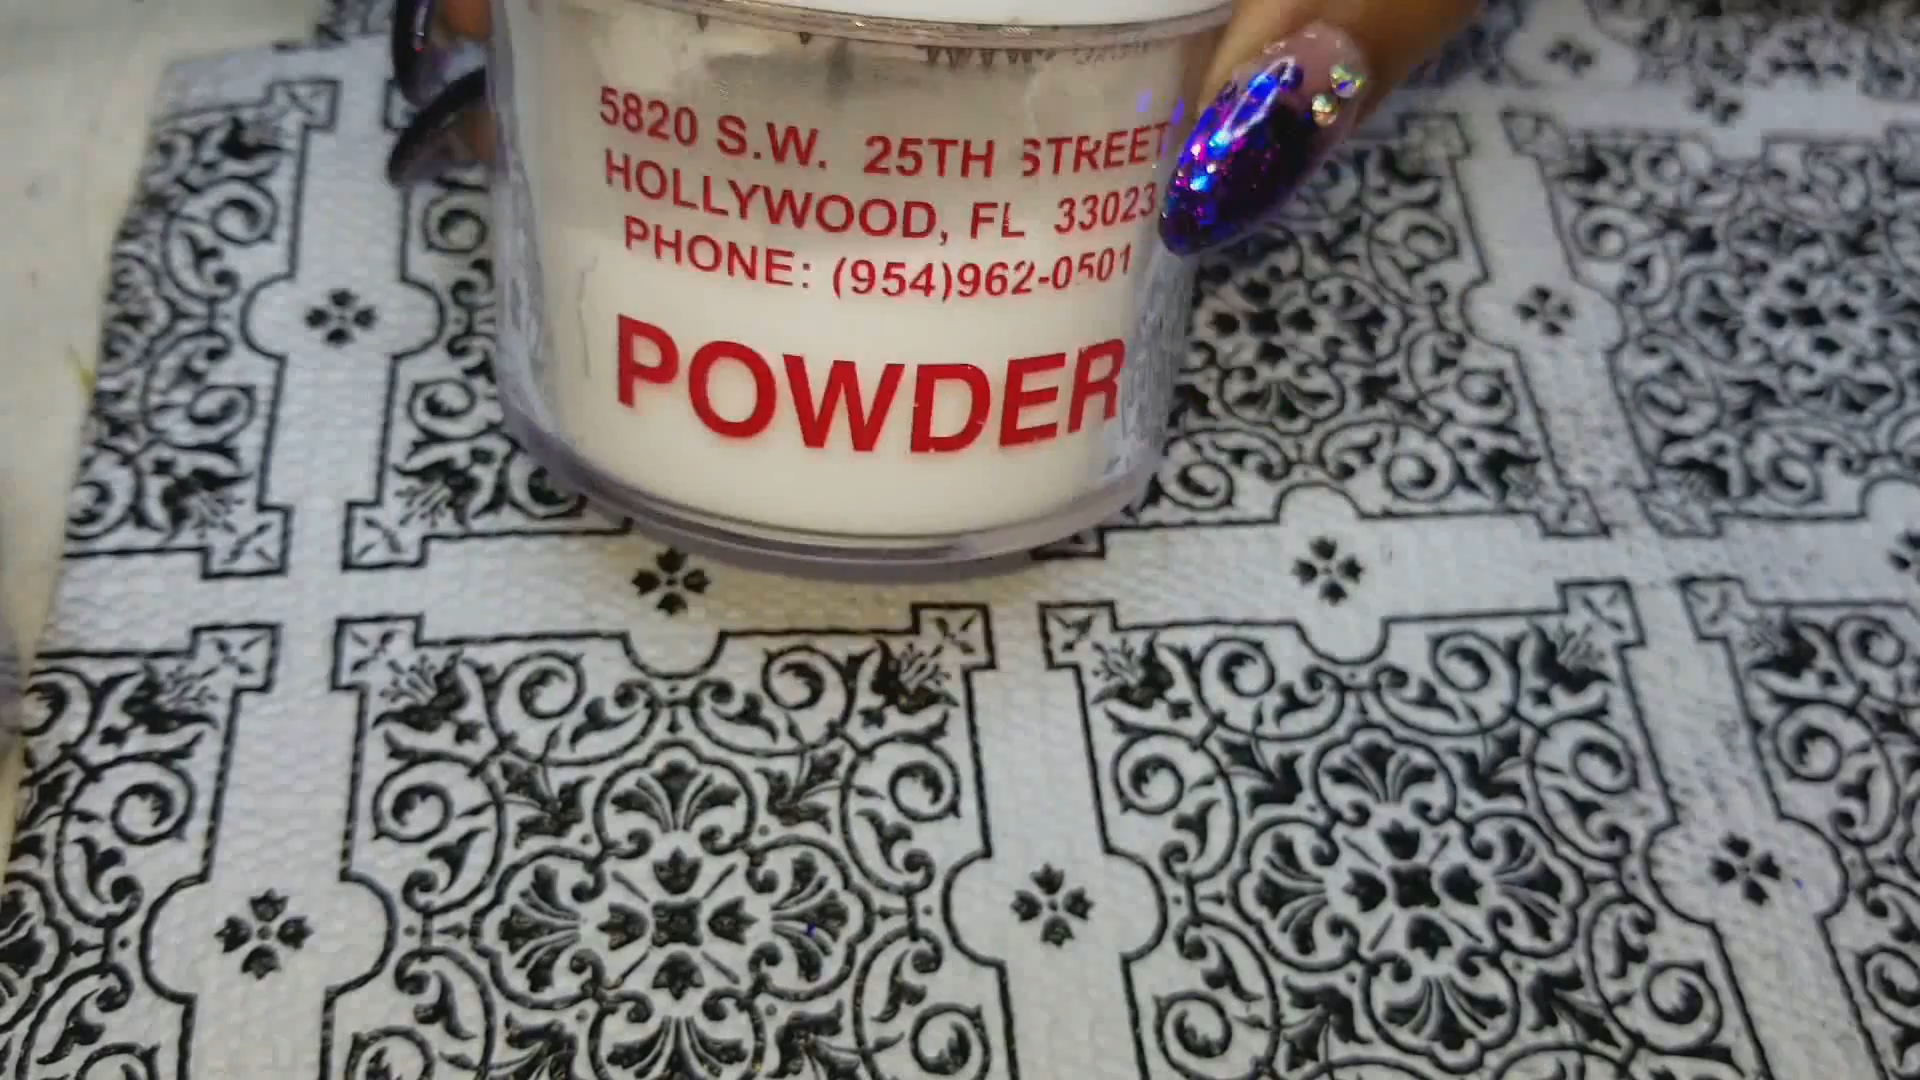 5820 S.W. 25TH STREET
HOLLYWOOD, FL 33023
PHONE: (954)962-0501
POWDER